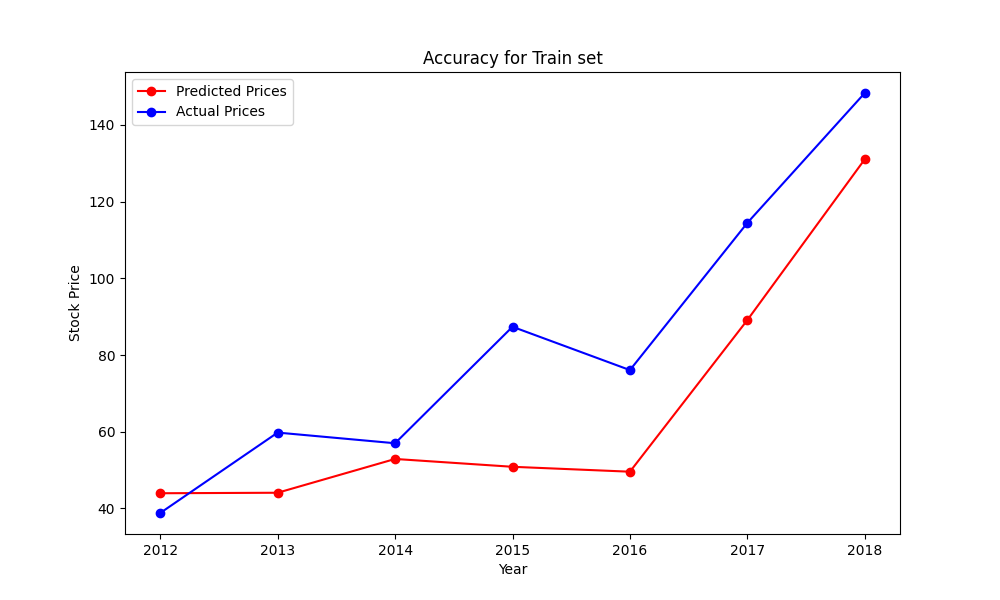 Accuracy for Train set
Predicted Prices
Actual Prices
140
120
100
80
60
40
Stock Price
2012 2013 2014 2015 2016 2017 2018
Year